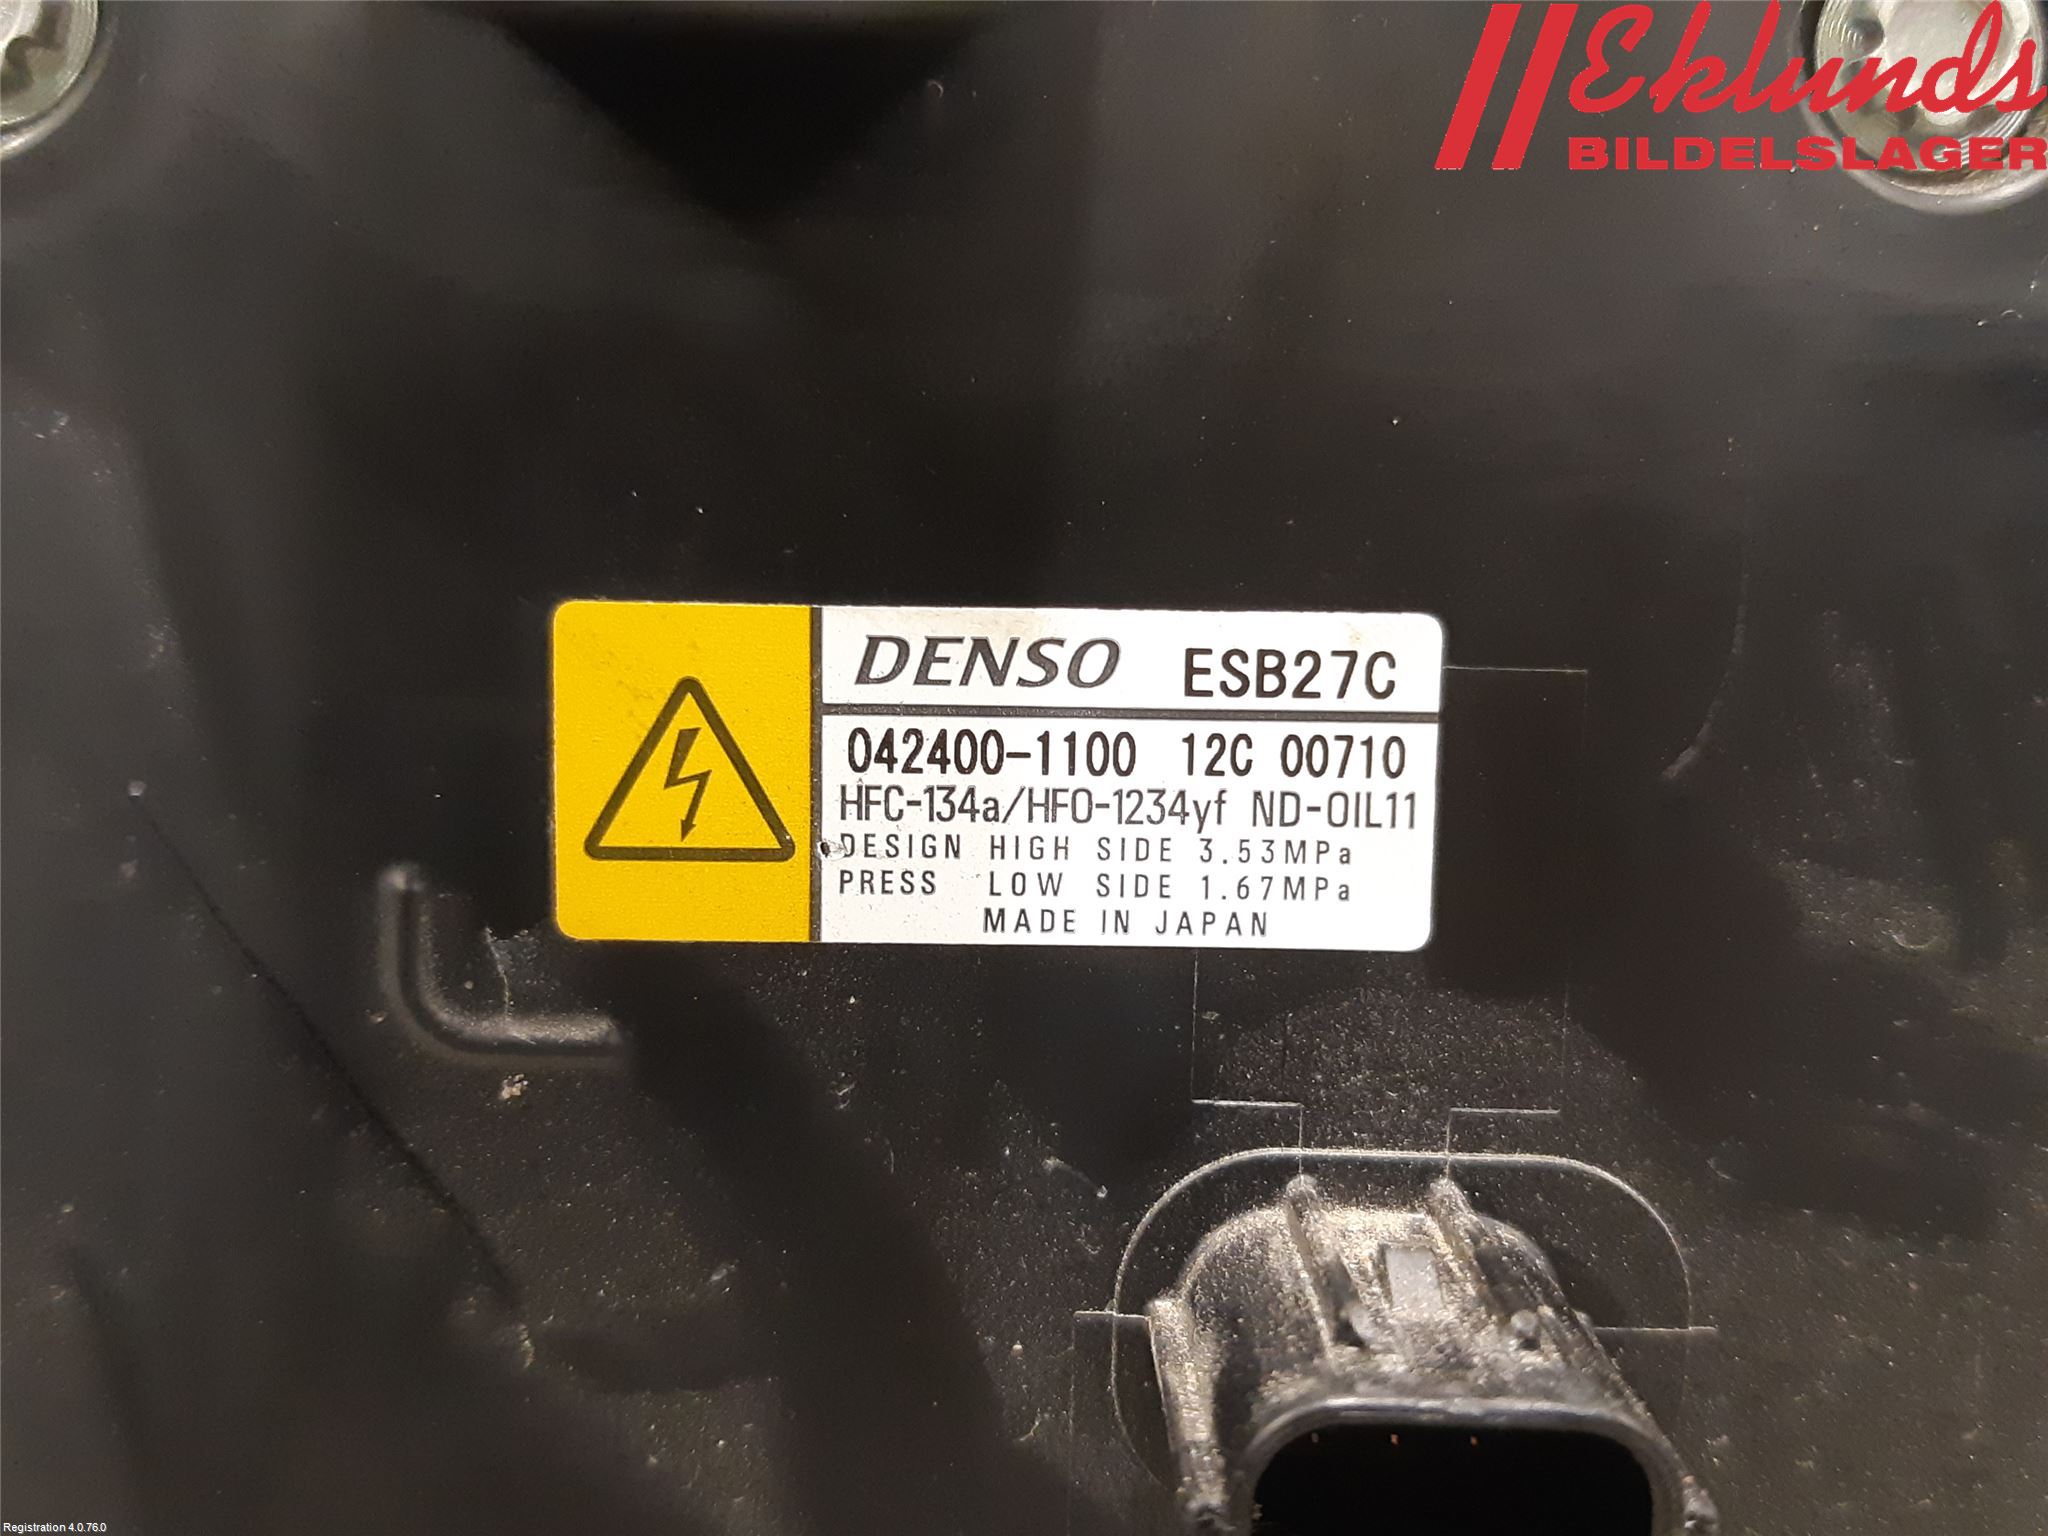 Eklunds
BILDELSLAGER
DENSO ESB27C
042400-1100 12C 00710
HFC-134a/HFO-1234yf ND-OIL11
DESIGN HIGH SIDE 3.53MPa
PRESS LOW SIDE 1.67MPa
MADE IN JAPAN
Registration 4.0.76.0